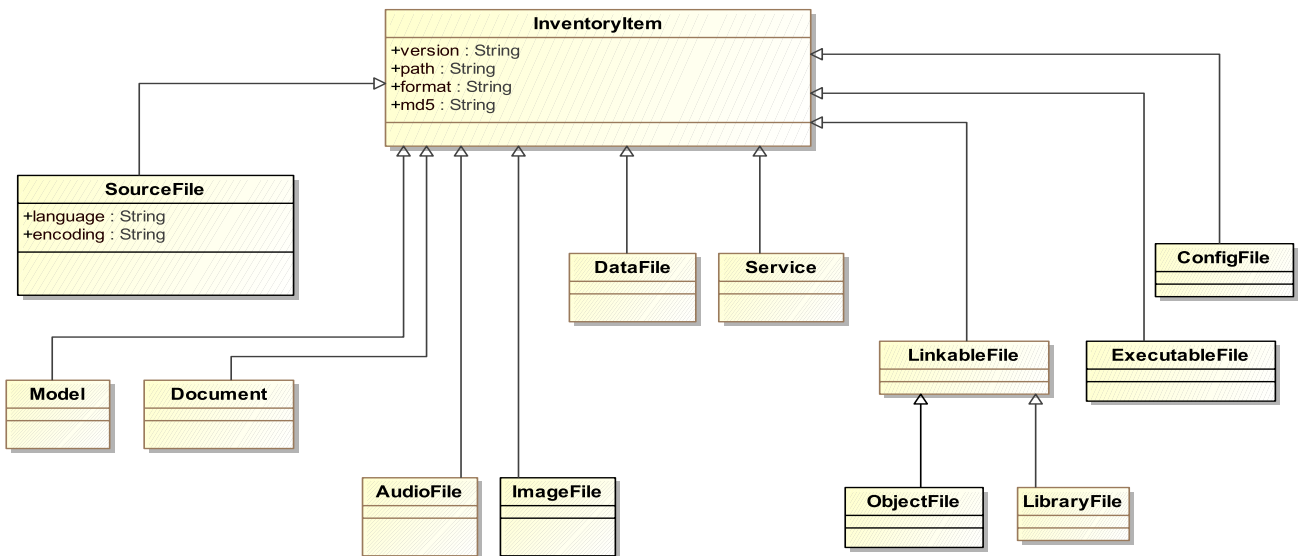 InventoryItem
+version : String
+path : String
+format : String
+md5 : String
SourceFile
+language : String
+encoding : String
DataFile
Service
ConfigFile
LinkableFile
ExecutableFile
Model
Document
AudioFile
ImageFile
ObjectFile
LibraryFile